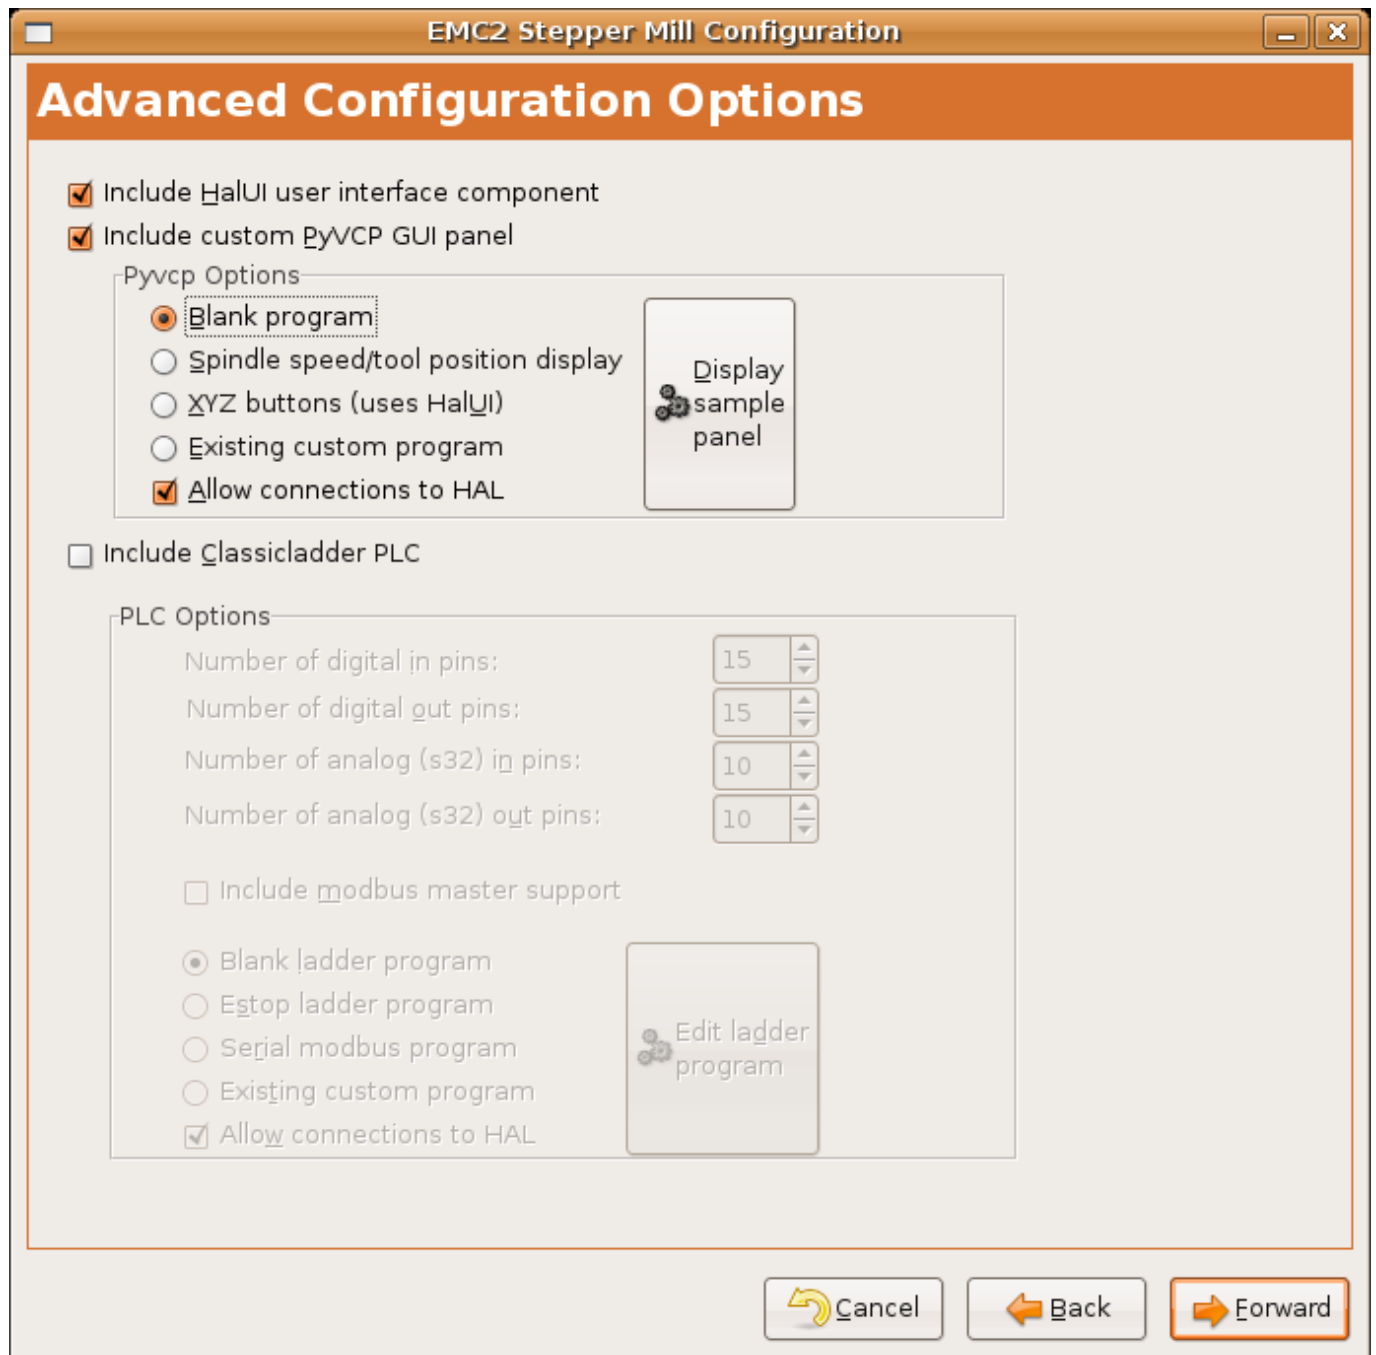 EMC2 Stepper Mill Configuration
Advanced Configuration Options
Include HalUI user interface component
Include custom PyVCP GUI panel
Pyvcp Options
Blank program
Spindle speed/tool position display
XYZ buttons (uses HalUI)
Existing custom program
Allow connections to HAL
Display
sample
panel
Include Classicladder PLC
PLC Options
Number of digital in pins: 15
Number of digital out pins: 15
Number of analog (s32) in pins: 10
Number of analog (s32) out pins: 10
Include modbus master support
Blank ladder program
Estop ladder program
Serial modbus program
Existing custom program
Allow connections to HAL
Edit ladder
program
Cancel Back Forward